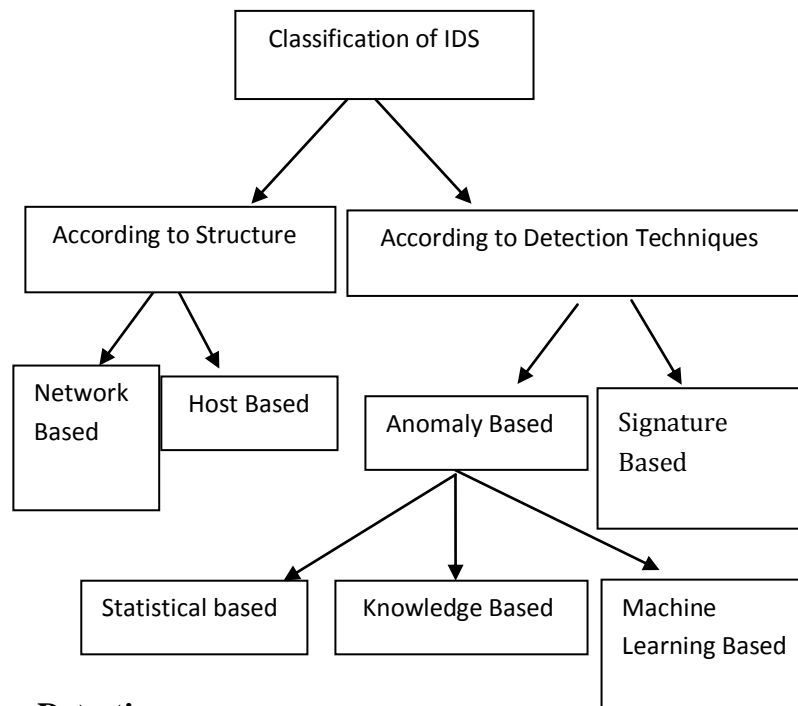 Classification of IDS
According to Structure
According to Detection Techniques
Network
Based
Host Based
Anomaly Based
Signature
Based
Statistical based
Knowledge Based
Machine
Learning Based